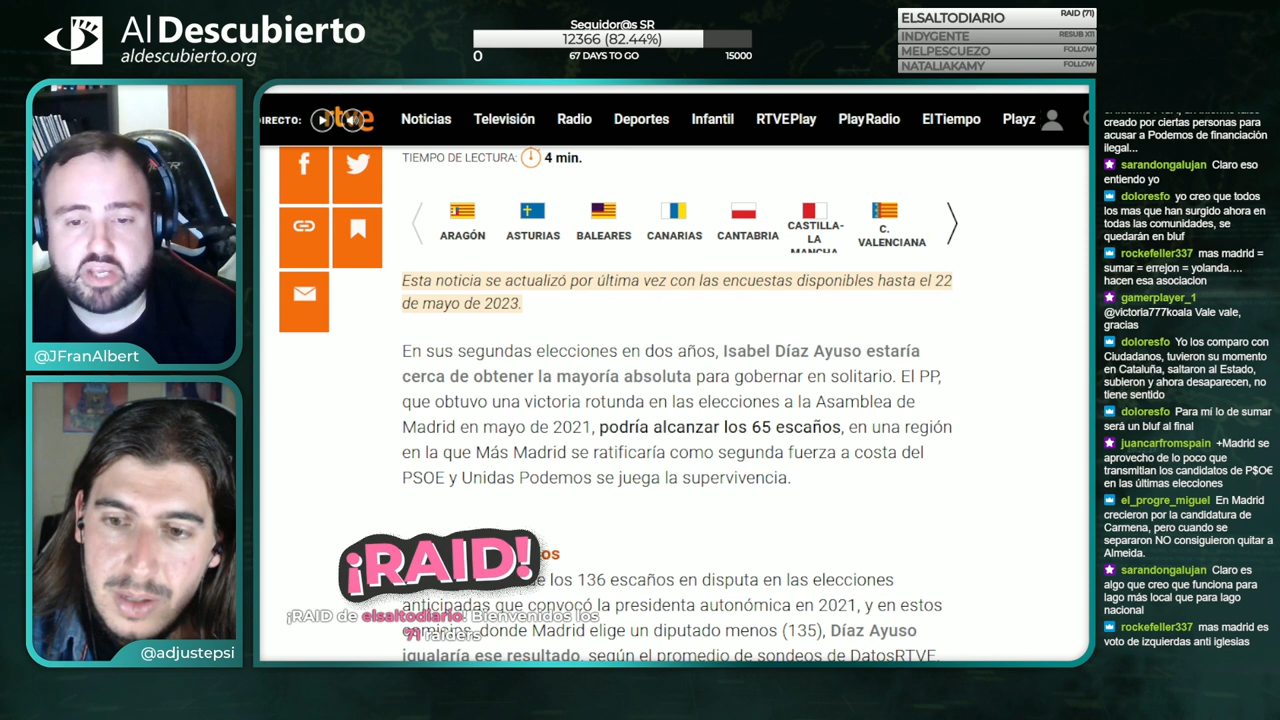 Al Descubierto
aldescubierto.org
Seguidor@s SR
12366 (82.44%)
0
67 DAYS TO GO
15000
ELSALTODIARIO
RAID (71)
INDYGENTE
RESUB X11
MELPESCUEZO
FOLLOW
NATALIAKAMY
FOLLOW
@JFranAlbert
@adjustepsi
DIRECTO:
rtve
Noticias
Televisión
Radio
Deportes
Infantil
RTVE Play
Play Radio
El Tiempo
Playz
TIEMPO DE LECTURA:
4 min.
ARAGÓN
ASTURIAS
BALEARES
CANARIAS
CANTABRIA
CASTILLA-
LA
MANCHA
C.
VALENCIANA
Esta noticia se actualizó por última vez con las encuestas disponibles hasta el 22
de mayo de 2023.
En sus segundas elecciones en dos años, Isabel Díaz Ayuso estaría
cerca de obtener la mayoría absoluta para gobernar en solitario. El PP,
que obtuvo una victoria rotunda en las elecciones a la Asamblea de
Madrid en mayo de 2021, podría alcanzar los 65 escaños, en una región
en la que Más Madrid se ratificaría como segunda fuerza a costa del
PSOE y Unidas Podemos se juega la supervivencia.
¡RAID!
os
de los 136 escaños en disputa en las elecciones
anticipadas que convocó la presidenta autonómica en 2021, y en estos
comicios, donde Madrid elige un diputado menos (135), Díaz Ayuso
igualaría ese resultado, según el promedio de sondeos de DatosRTVE.
¡RAID de elsaltodiario! Bienvenidos los
71 raiders
creado por ciertas personas para
acusar a Podemos de financiación
ilegal...
sarandongalujan Claro eso
entiendo yo
doloresfo yo creo que todos
los mas que han surgido ahora en
todas las comunidades, se
quedarán en bluf
rockefeller337 mas madrid =
sumar = errejon = yolanda….
hacen esa asociacion
gamerplayer_1
@victoria777koala Vale vale,
gracias
doloresfo Yo los comparo con
Ciudadanos, tuvieron su momento
en Cataluña, saltaron al Estado,
subieron y ahora desaparecen, no
tiene sentido
doloresfo Para mí lo de sumar
será un bluf al final
juancarfromspain +Madrid se
aprovecho de lo poco que
transmitian los candidatos de P$O€
en las últimas elecciones
el_progre_miguel En Madrid
crecieron por la candidatura de
Carmena, pero cuando se
separaron NO consiguieron quitar a
Almeida.
sarandongalujan Claro es
algo que creo que funciona para
lago más local que para lago
nacional
rockefeller337 mas madrid es
voto de izquierdas anti iglesias